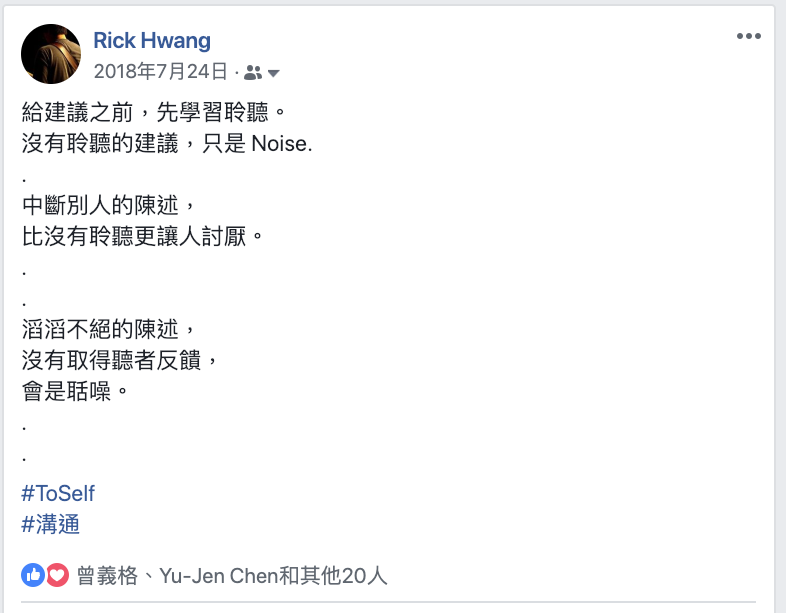 Rick Hwang
2018年7月24日 ·
給建議之前，先學習聆聽。
沒有聆聽的建議，只是 Noise.
.
中斷別人的陳述，
比沒有聆聽更讓人討厭。
.
.
滔滔不絕的陳述，
沒有取得聽者反饋，
會是聒噪。
.
.
#ToSelf
#溝通
曾義格、Yu-Jen Chen和其他20人